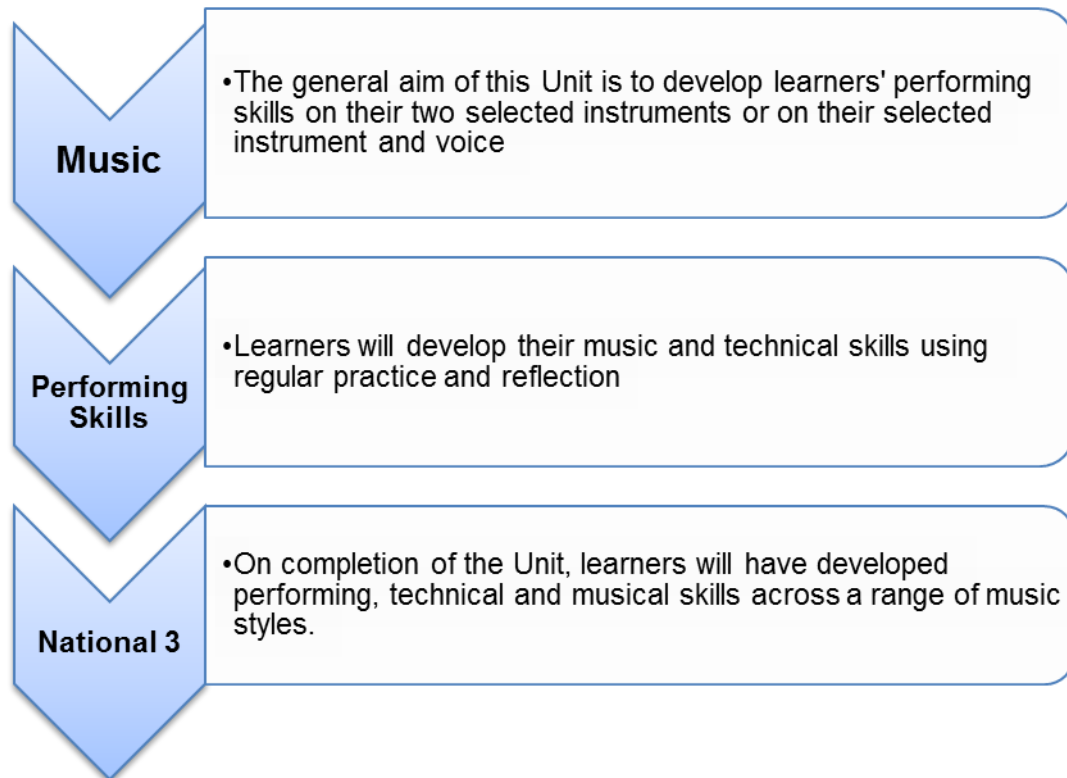 Music
•The general aim of this Unit is to develop learners' performing
skills on their two selected instruments or on their selected
instrument and voice
Performing
Skills
•Learners will develop their music and technical skills using
regular practice and reflection
National 3
•On completion of the Unit, learners will have developed
performing, technical and musical skills across a range of music
styles.